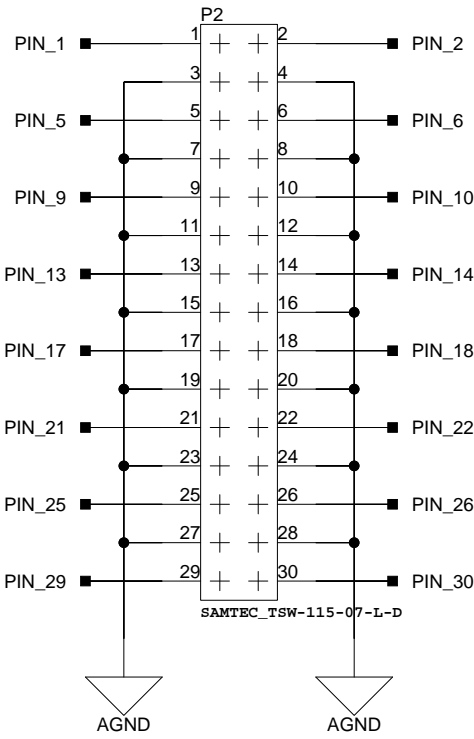 P2
PIN_1 1 2 PIN_2
3 4
PIN_5 5 6 PIN_6
7 8
PIN_9 9 10 PIN_10
11 12
PIN_13 13 14 PIN_14
15 16
PIN_17 17 18 PIN_18
19 20
PIN_21 21 22 PIN_22
23 24
PIN_25 25 26 PIN_26
27 28
PIN_29 29 30 PIN_30
SAMTEC_TSW-115-07-L-D
AGND AGND